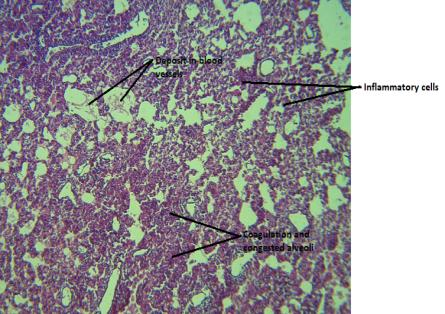 Deposit in blood
vessels
Inflammatory cells
Coagulation and
congested alveoli